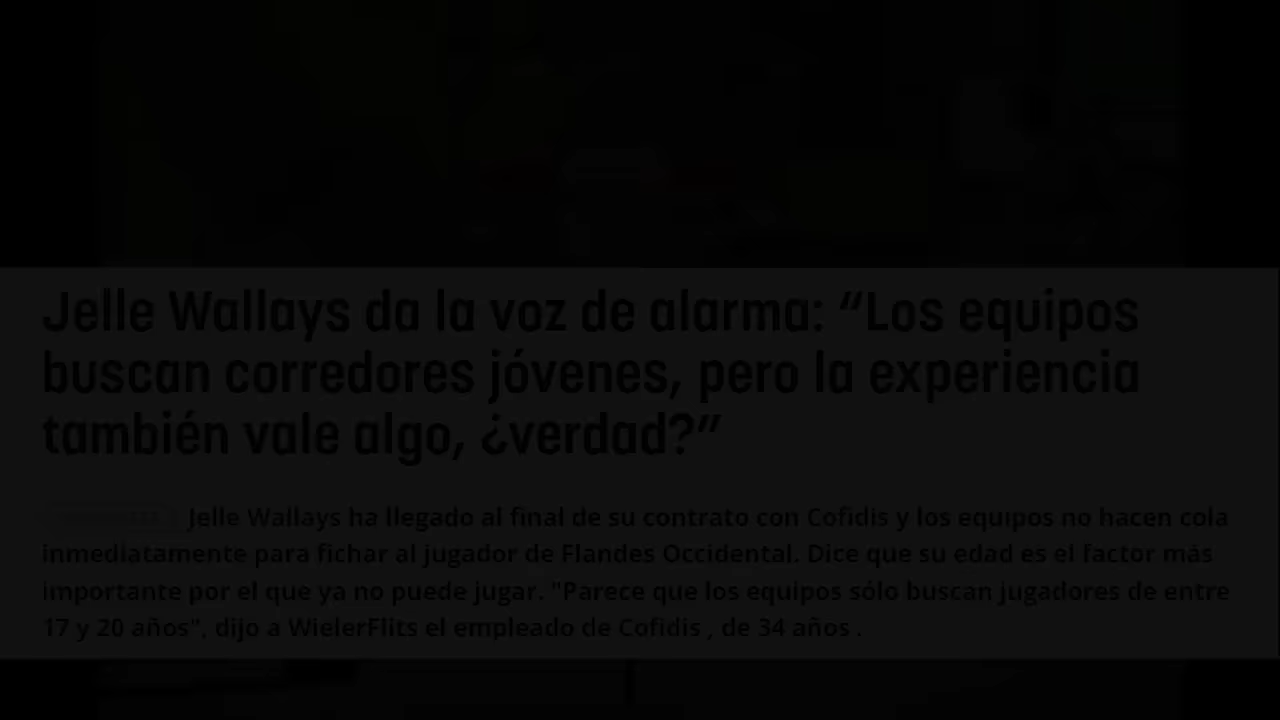 Jelle Wallays da la voz de alarma: “Los equipos
buscan corredores jóvenes, pero la experiencia
también vale algo, ¿verdad?”
Jelle Wallays ha llegado al final de su contrato con Cofidis y los equipos no hacen cola
inmediatamente para fichar al jugador de Flandes Occidental. Dice que su edad es el factor más
importante por el que ya no puede jugar. "Parece que los equipos sólo buscan jugadores de entre
17 y 20 años", dijo a WielerFlits el empleado de Cofidis , de 34 años .